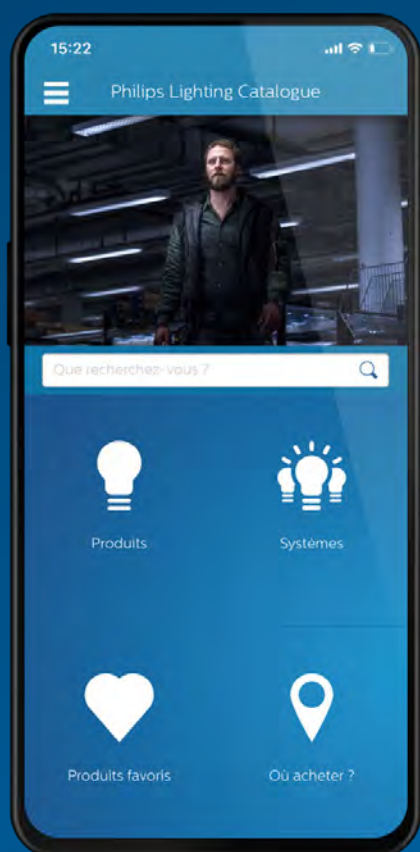 15:22
Philips Lighting Catalogue
Que recherchez-vous ?
Produits
Systèmes
Produits favoris
Où acheter ?